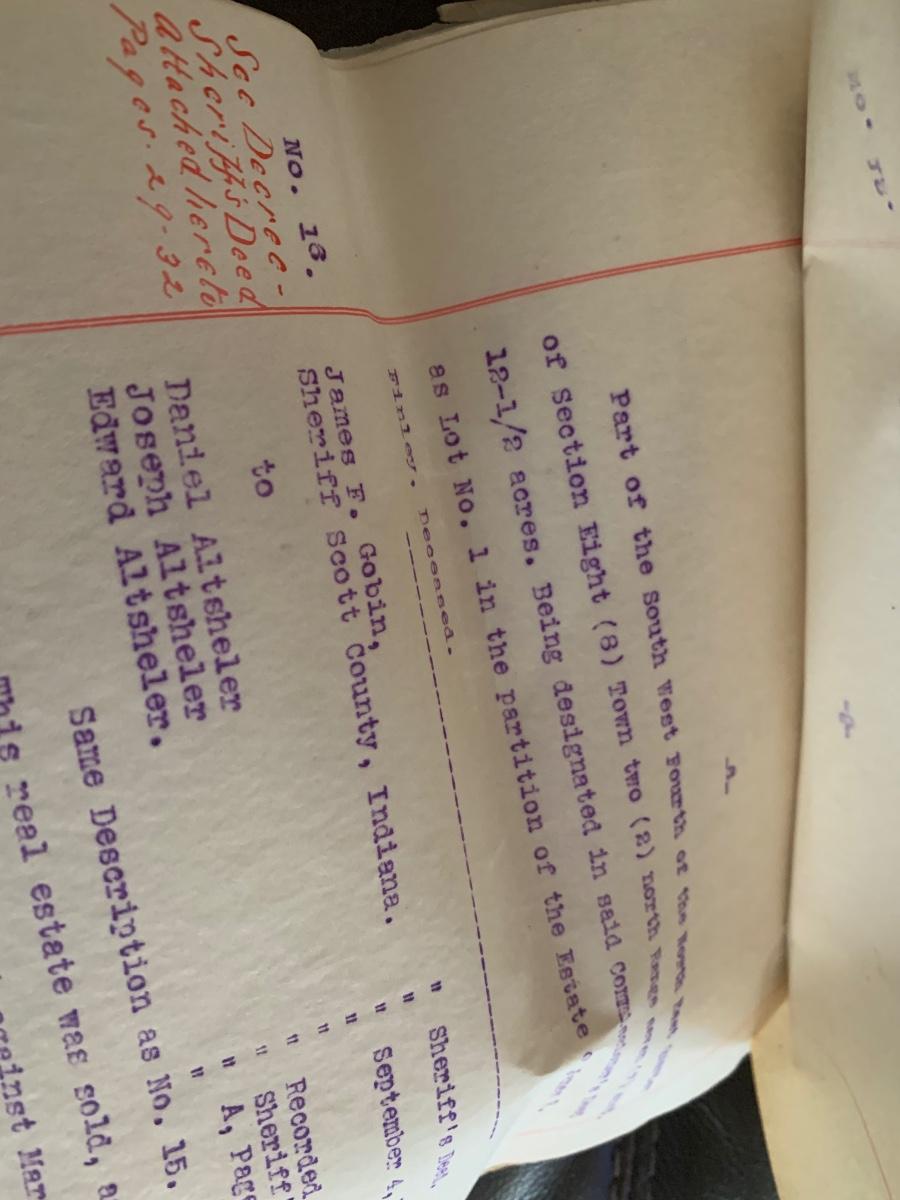 Part of the South West Fourth of the North East
of Section Eight (8) Town two (2) north Range
12-1/2 acres. Being designated in said
as Lot No. 1 in the partition of the Estate
Finley. Deceased.
No. 16.
See Decree-
Sheriff's Deed
attached hereto
Pages. 29-32
James F. Gobin,
Sheriff Scott County, Indiana.
to
Daniel Altsheler
Joseph Altsheler
Edward Altsheler.
" Sheriff's Deed,
"
" September 4,
"
"
" Recorded
" Sheriff'
" A, Page
"
Same Description as No. 15.
This real estate was sold,
against Mar